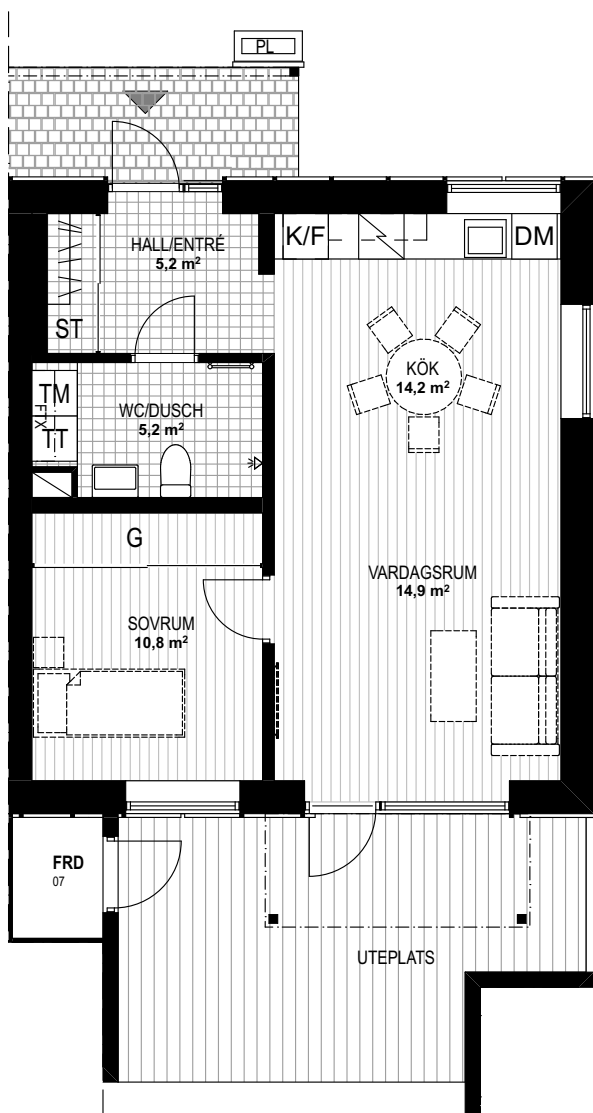 PL
HALL/ENTRÉ
5,2 m²
K/F
DM
ST
KÖK
14,2 m²
TM
FTX
TT
WC/DUSCH
5,2 m²
G
VARDAGSRUM
14,9 m²
SOVRUM
10,8 m²
FRD
07
UTEPLATS